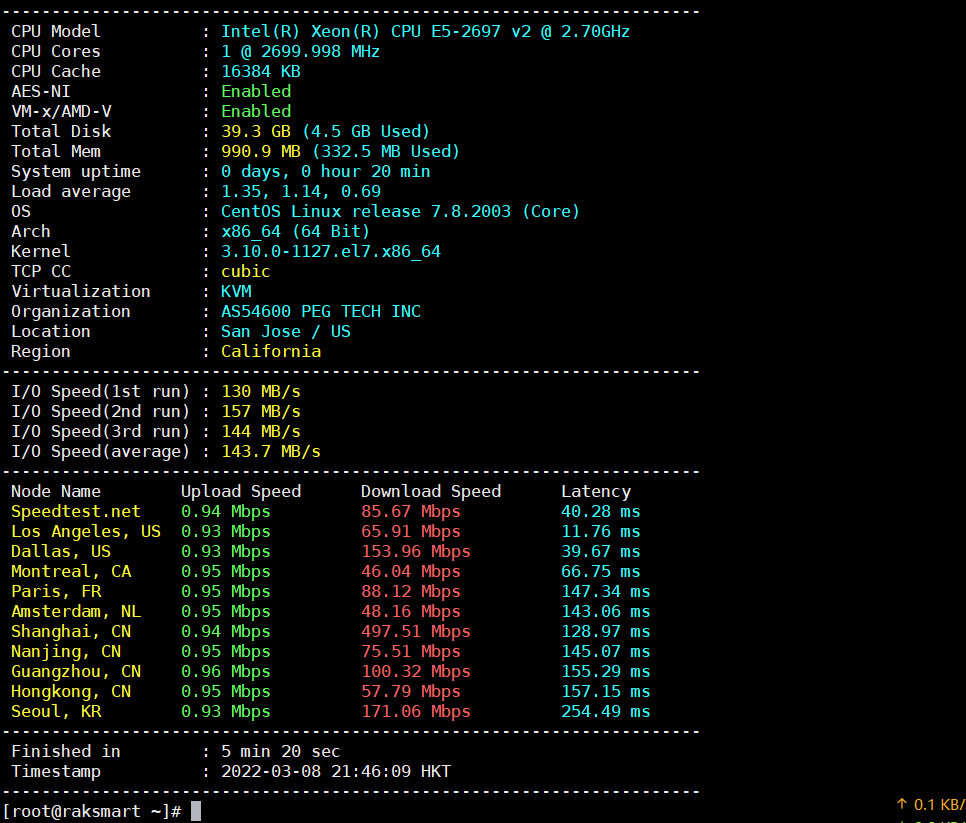 ----------------------------------------------------------------------
CPU Model : Intel(R) Xeon(R) CPU E5-2697 v2 @ 2.70GHz
CPU Cores : 1 @ 2699.998 MHz
CPU Cache : 16384 KB
AES-NI : Enabled
VM-x/AMD-V : Enabled
Total Disk : 39.3 GB (4.5 GB Used)
Total Mem : 990.9 MB (332.5 MB Used)
System uptime : 0 days, 0 hour 20 min
Load average : 1.35, 1.14, 0.69
OS : CentOS Linux release 7.8.2003 (Core)
Arch : x86_64 (64 Bit)
Kernel : 3.10.0-1127.el7.x86_64
TCP CC : cubic
Virtualization : KVM
Organization : AS54600 PEG TECH INC
Location : San Jose / US
Region : California
----------------------------------------------------------------------
I/O Speed(1st run) : 130 MB/s
I/O Speed(2nd run) : 157 MB/s
I/O Speed(3rd run) : 144 MB/s
I/O Speed(average) : 143.7 MB/s
----------------------------------------------------------------------
Node Name Upload Speed Download Speed Latency
Speedtest.net 0.94 Mbps 85.67 Mbps 40.28 ms
Los Angeles, US 0.93 Mbps 65.91 Mbps 11.76 ms
Dallas, US 0.93 Mbps 153.96 Mbps 39.67 ms
Montreal, CA 0.95 Mbps 46.04 Mbps 66.75 ms
Paris, FR 0.95 Mbps 88.12 Mbps 147.34 ms
Amsterdam, NL 0.95 Mbps 48.16 Mbps 143.06 ms
Shanghai, CN 0.94 Mbps 497.51 Mbps 128.97 ms
Nanjing, CN 0.95 Mbps 75.51 Mbps 145.07 ms
Guangzhou, CN 0.96 Mbps 100.32 Mbps 155.29 ms
Hongkong, CN 0.95 Mbps 57.79 Mbps 157.15 ms
Seoul, KR 0.93 Mbps 171.06 Mbps 254.49 ms
----------------------------------------------------------------------
Finished in : 5 min 20 sec
Timestamp : 2022-03-08 21:46:09 HKT
----------------------------------------------------------------------
[root@raksmart ~]#
↑ 0.1 KB/